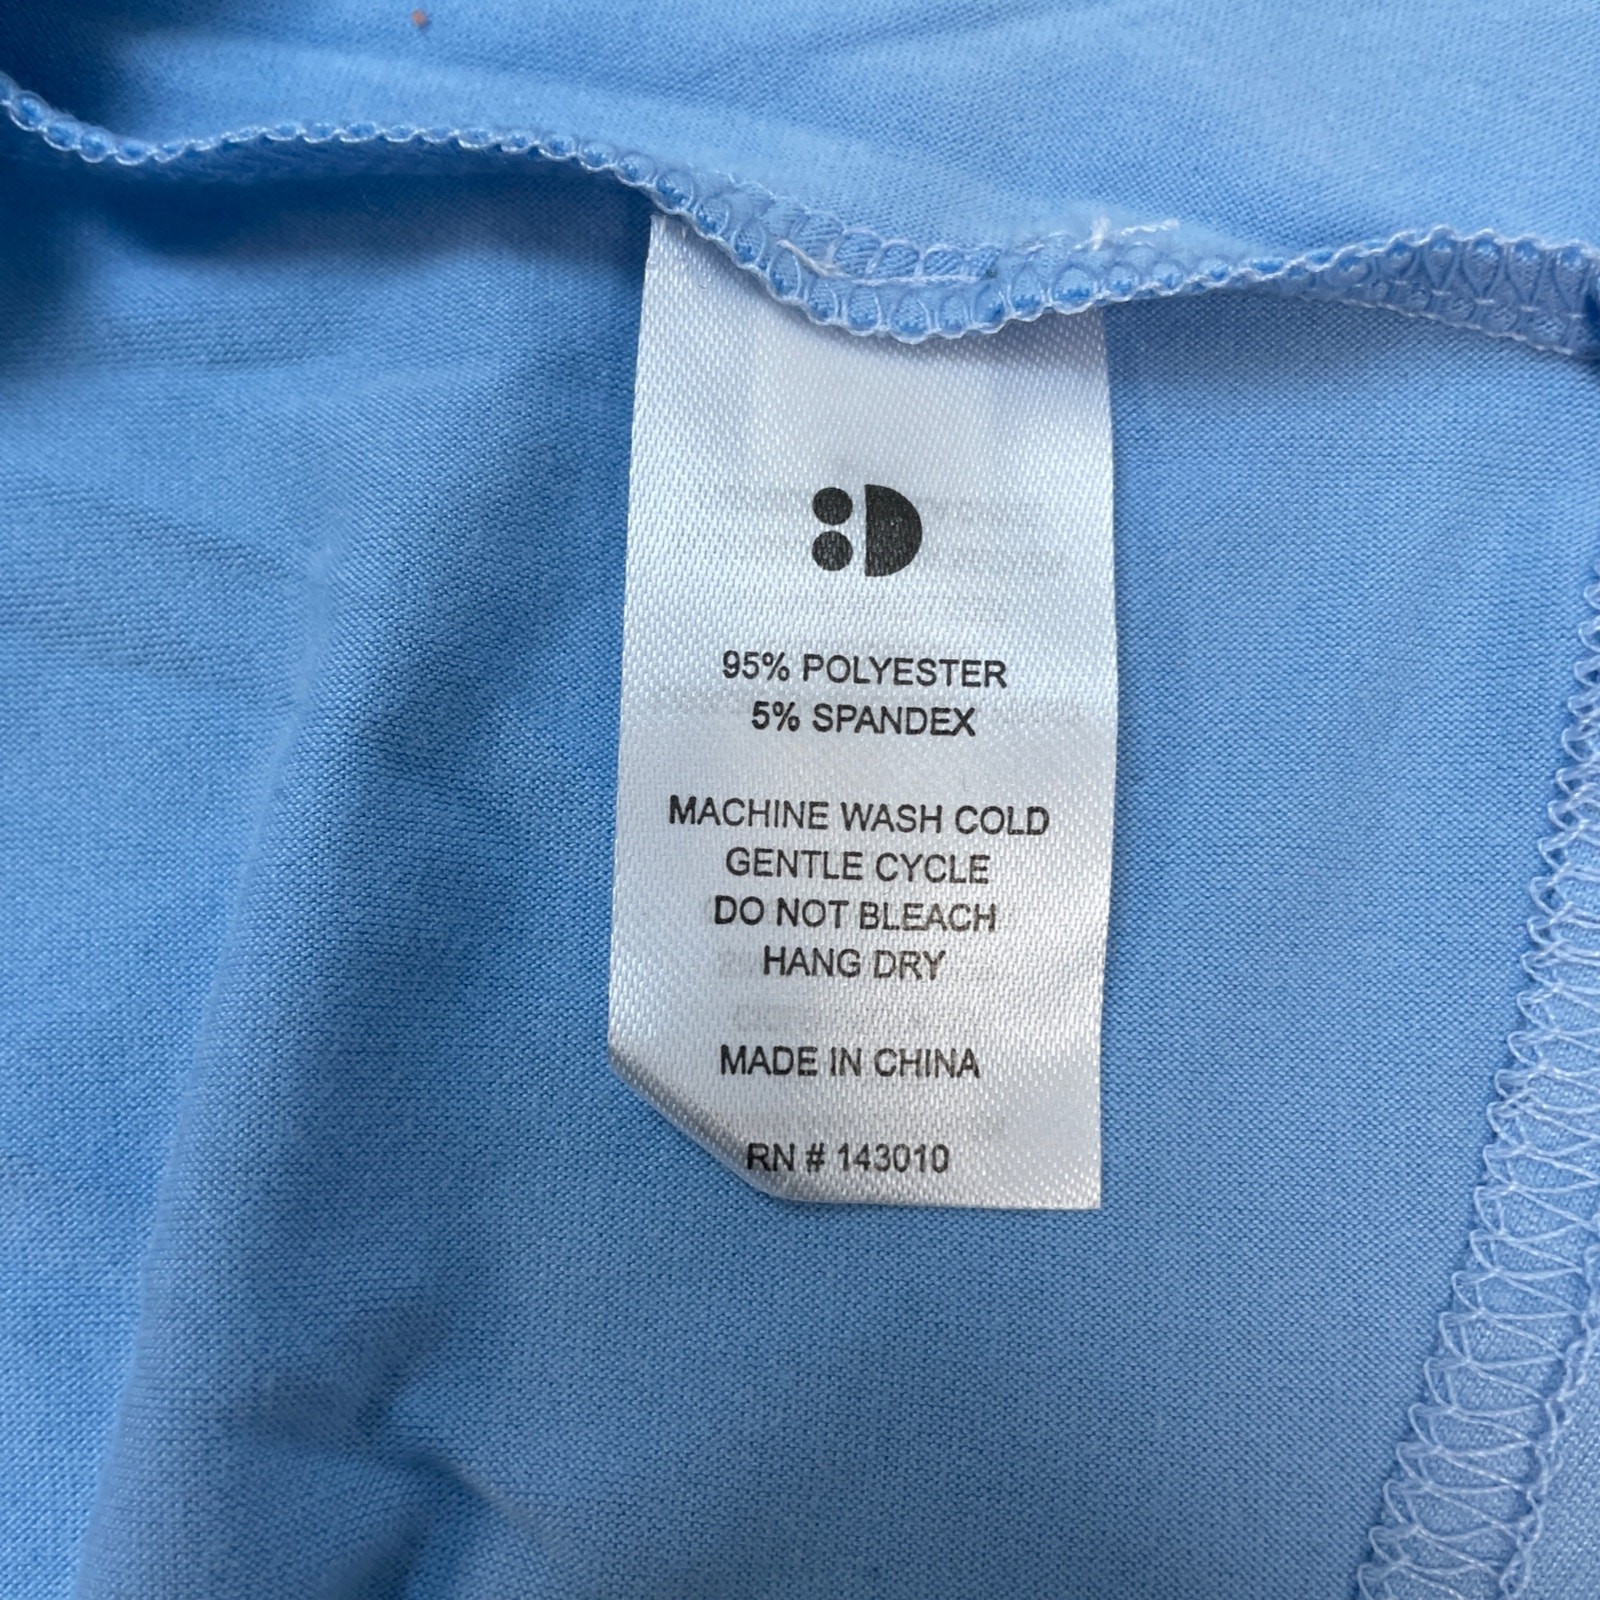 95% POLYESTER
5% SPANDEX
MACHINE WASH COLD
GENTLE CYCLE
DO NOT BLEACH
HANG DRY
MADE IN CHINA
RN # 143010